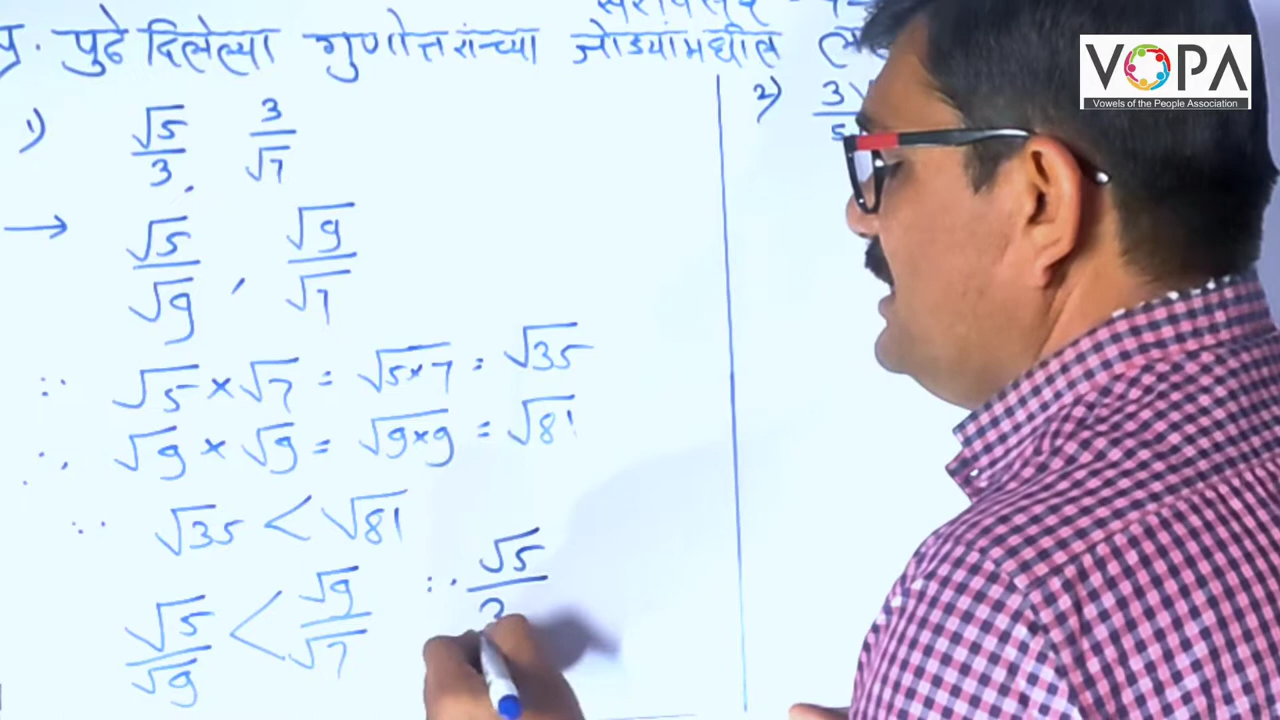 प्र. पुढे दिलेल्या गुणोत्तरांच्या जोड्यांमधील
1) √5/3, 3/√7
→ √5/√9, √9/√7
∵ √5 × √7 = √5×7 = √35
∴ √9 × √9 = √9×9 = √81
∵ √35 < √81
√5/√9 < √9/√7 ∴ √5/
2) 3√
5
VOPA
Vowels of the People Association